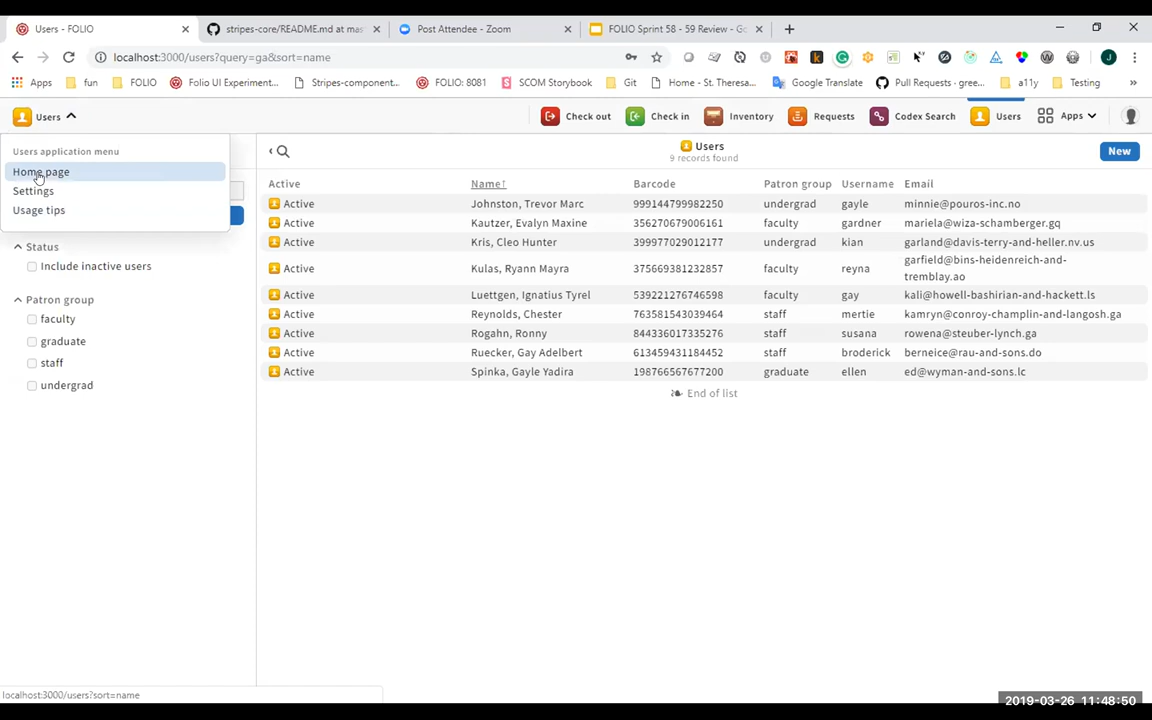 Users - FOLIO
stripes-core/README.md at mas
Post Attendee - Zoom
FOLIO Sprint 58 - 59 Review - Go
localhost:3000/users?query=ga&sort=name
Apps
fun
FOLIO
Folio UI Experiment...
Stripes-component...
FOLIO: 8081
SCOM Storybook
Git
Home - St. Theresa...
Google Translate
Pull Requests · gree...
a11y
Testing
Users
Check out
Check in
Inventory
Requests
Codex Search
Users
Apps
Users application menu
Home page
Settings
Usage tips
Status
Include inactive users
Patron group
faculty
graduate
staff
undergrad
Users
9 records found
New
Active Name↑ Barcode Patron group Username Email
Active Johnston, Trevor Marc 999144799982250 undergrad gayle minnie@pouros-inc.no
Active Kautzer, Evalyn Maxine 356270679006161 faculty gardner mariela@wiza-schamberger.gq
Active Kris, Cleo Hunter 399977029012177 undergrad kian garland@davis-terry-and-heller.nv.us
Active Kulas, Ryann Mayra 375669381232857 faculty reyna garfield@bins-heidenreich-and-
tremblay.ao
Active Luettgen, Ignatius Tyrel 539221276746598 faculty gay kali@howell-bashirian-and-hackett.ls
Active Reynolds, Chester 763581543039464 staff mertie kamryn@conroy-champlin-and-langosh.ga
Active Rogahn, Ronny 844336017335276 staff susana rowena@steuber-lynch.ga
Active Ruecker, Gay Adelbert 613459431184452 staff broderick berneice@rau-and-sons.do
Active Spinka, Gayle Yadira 198766567677200 graduate ellen ed@wyman-and-sons.lc
End of list
localhost:3000/users?sort=name
2019-03-26 11:48:50